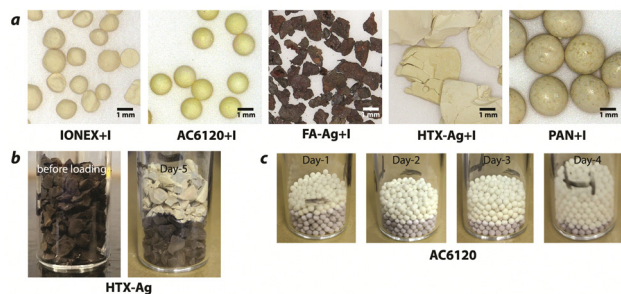 a
1 mm
1 mm
1 mm
1 mm
1 mm
IONEX+I
AC6120+I
FA-Ag+I
HTX-Ag+I
PAN+I
b
before loading
Day-5
HTX-Ag
c
Day-1
Day-2
Day-3
Day-4
AC6120